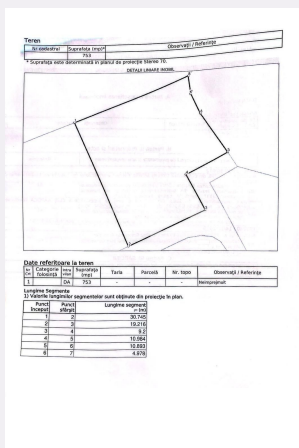 Teren
Nr cadastral Suprafața (mp)* Observații / Referințe
753
* Suprafața este determinată în planul de proiecție Stereo 70.
DETALII LINIARE IMOBIL
Date referitoare la teren
Nr Crt Categorie folosință Intra vilan Suprafața (mp) Tarla Parcelă Nr. topo Observații / Referințe
1 DA 753 - - - Neimprejmuit
Lungime Segmente
1) Valorile lungimilor segmentelor sunt obținute din proiecție în plan.
Punct început Punct sfârșit Lungime segment (m)
1 2 30.745
2 3 19.216
3 4 9.2
4 5 10.984
5 6 10.893
6 7 4.978